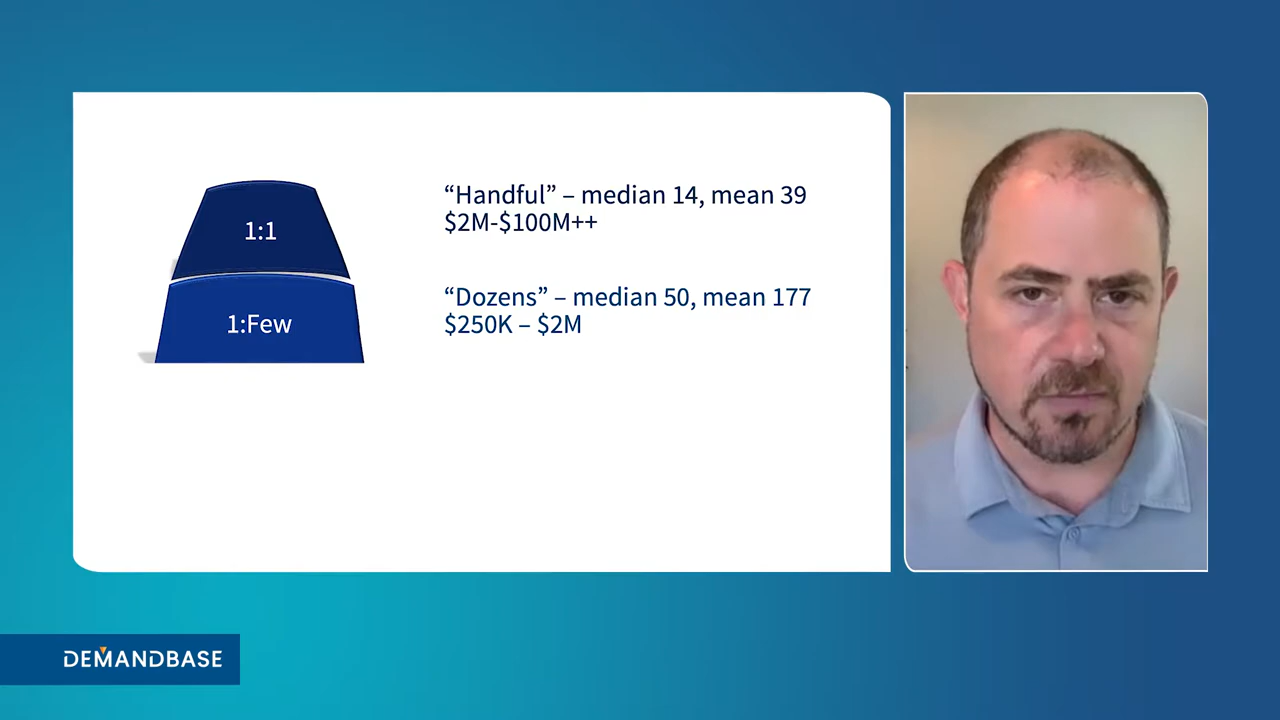 1:1
“Handful” – median 14, mean 39
$2M-$100M++
1:Few
“Dozens” – median 50, mean 177
$250K – $2M
DEMANDBASE